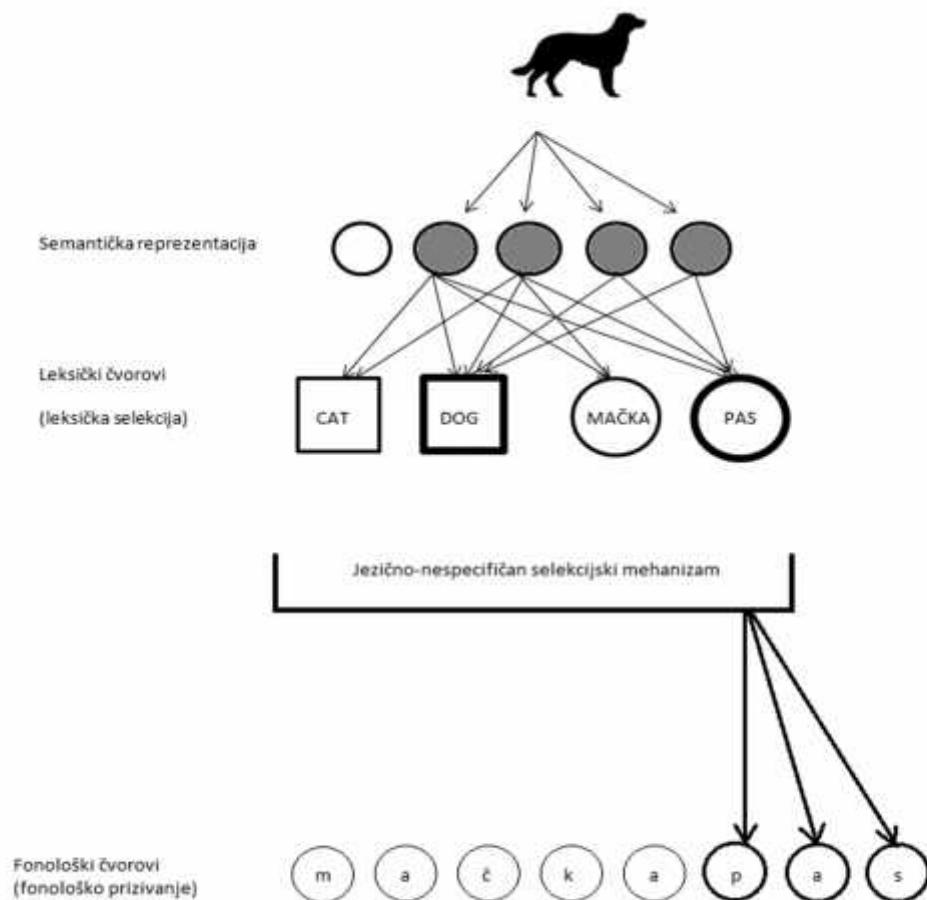 Semantička reprezentacija
Leksički čvorovi
(leksička selekcija)
CAT
DOG
MAČKA
PAS
Jezično-nespecifičan selekcijski mehanizam
Fonološki čvorovi
(fonološko prizivanje)
m
a
č
k
a
p
a
s